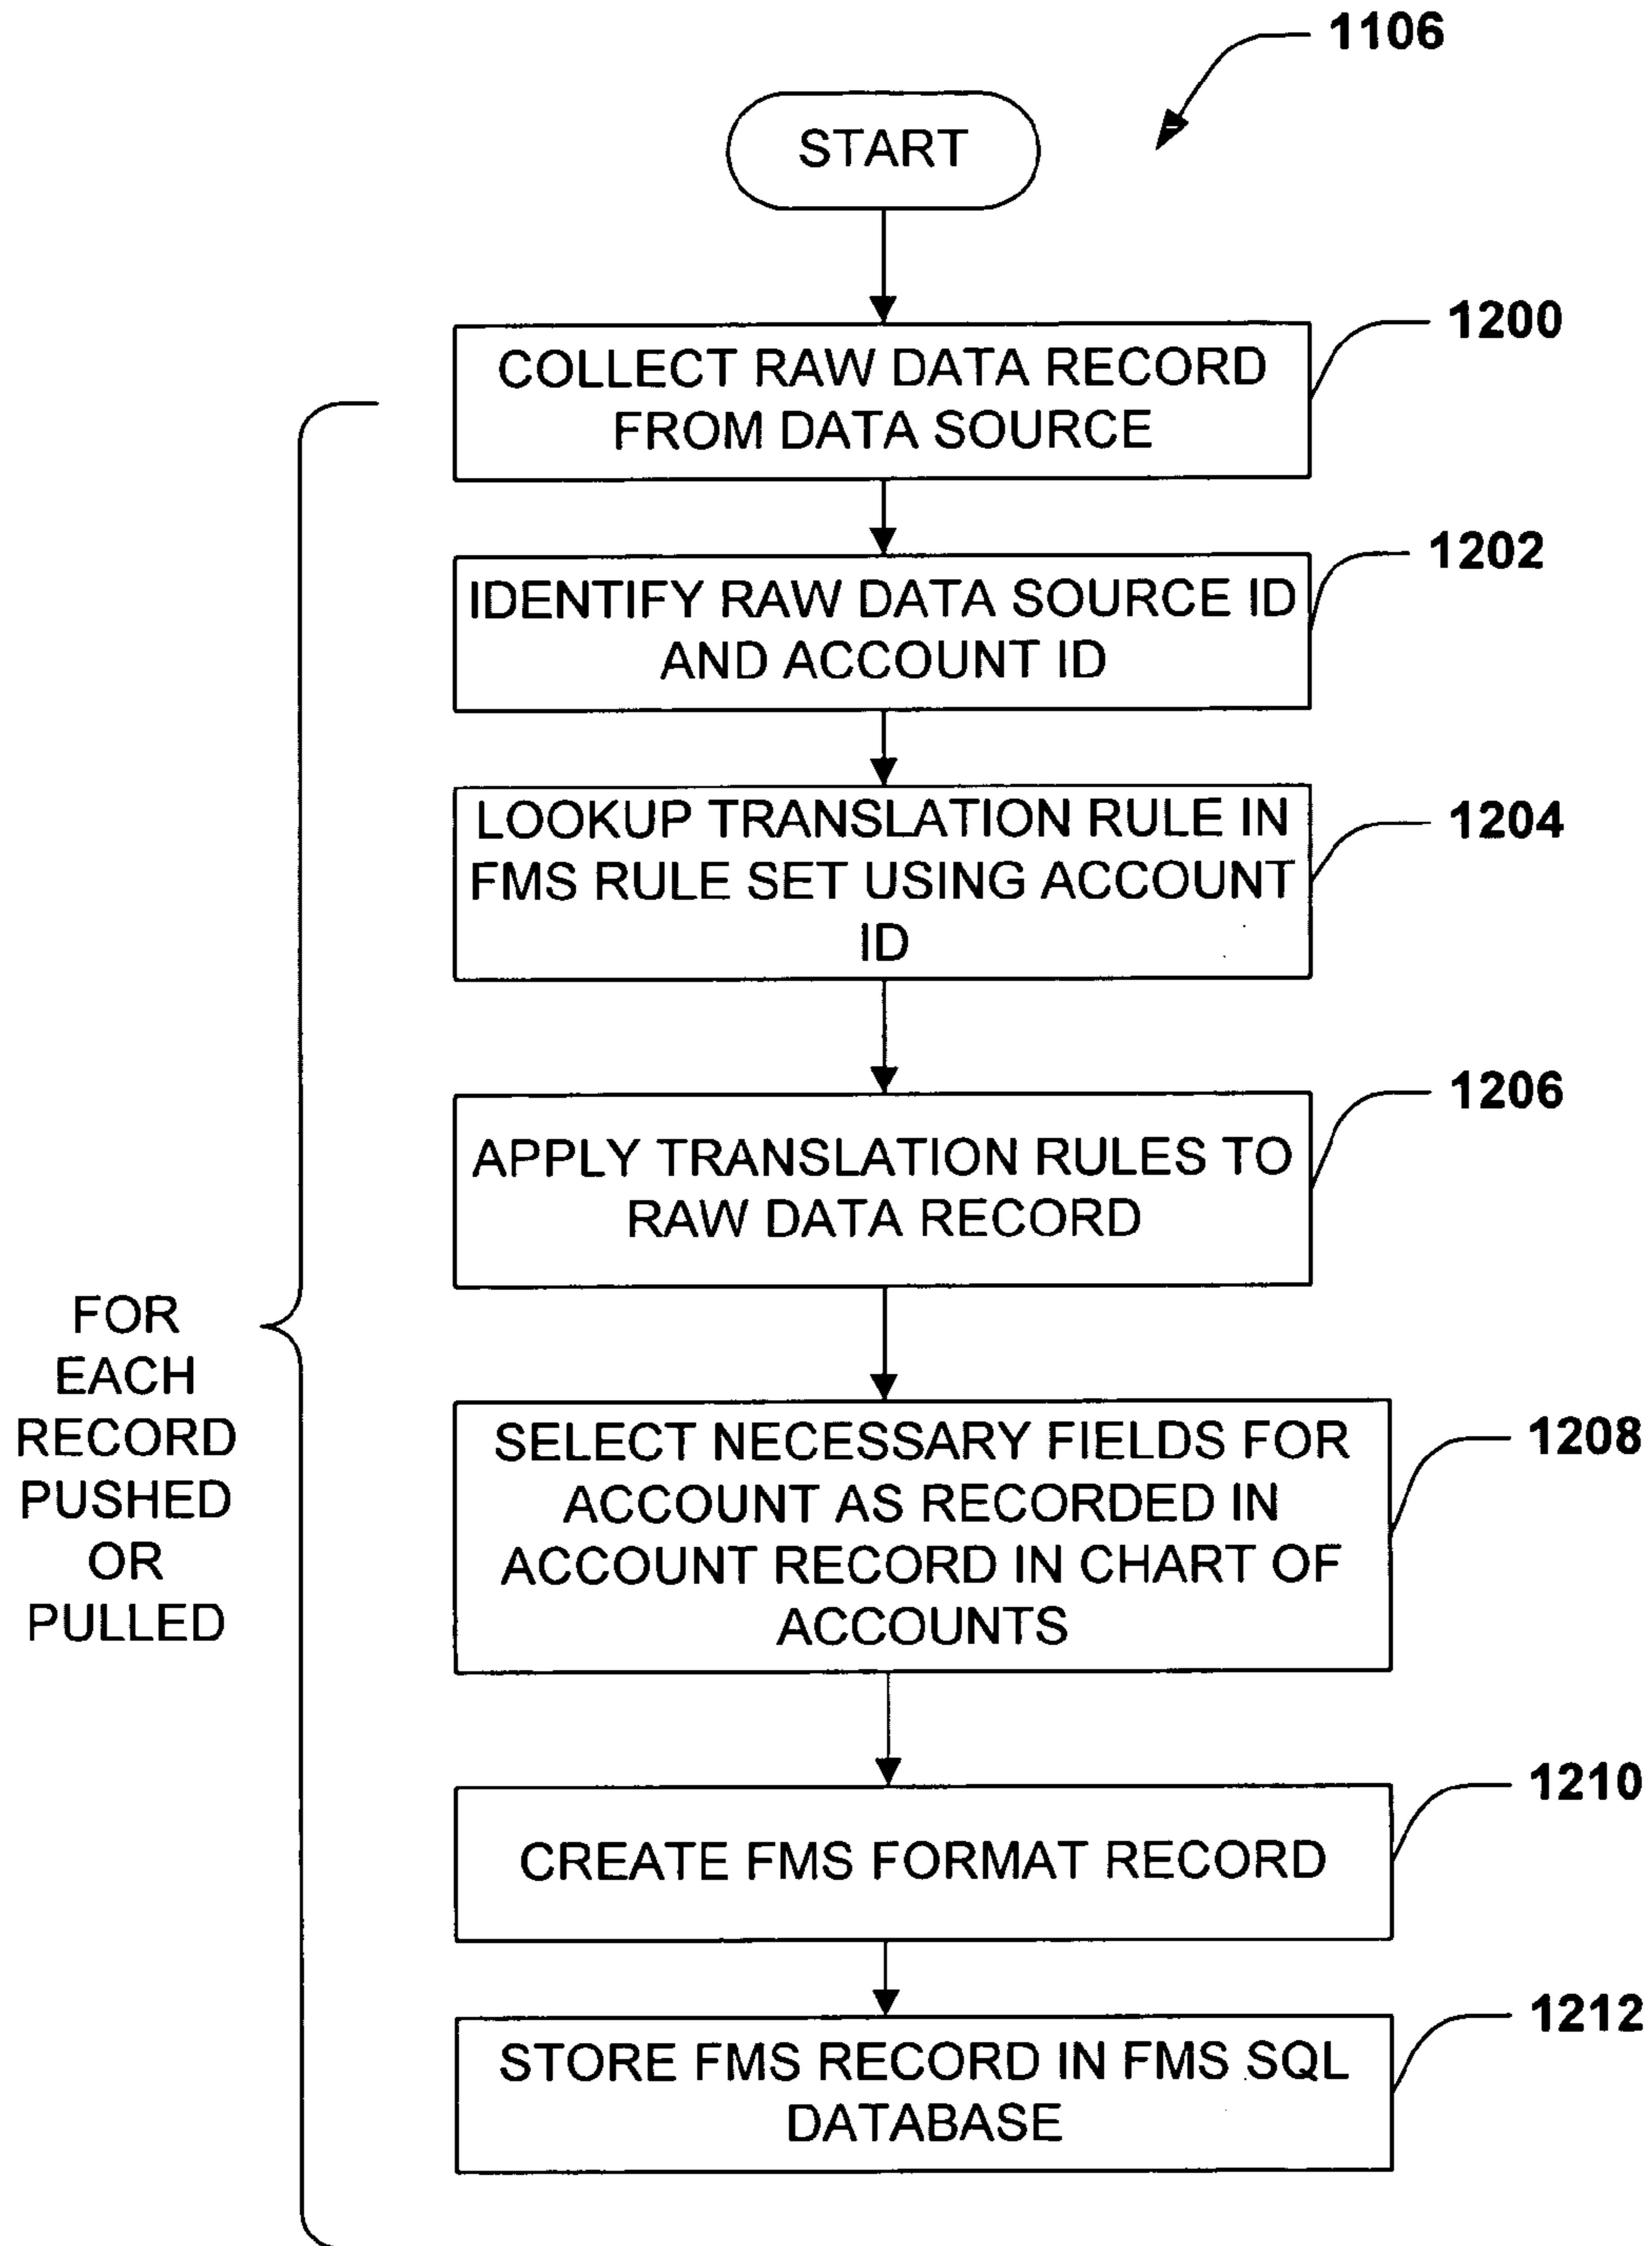 1106
START
1200
COLLECT RAW DATA RECORD
FROM DATA SOURCE
1202
IDENTIFY RAW DATA SOURCE ID
AND ACCOUNT ID
1204
LOOKUP TRANSLATION RULE IN
FMS RULE SET USING ACCOUNT
ID
1206
APPLY TRANSLATION RULES TO
RAW DATA RECORD
FOR
EACH
RECORD
PUSHED
OR
PULLED
1208
SELECT NECESSARY FIELDS FOR
ACCOUNT AS RECORDED IN
ACCOUNT RECORD IN CHART OF
ACCOUNTS
1210
CREATE FMS FORMAT RECORD
1212
STORE FMS RECORD IN FMS SQL
DATABASE